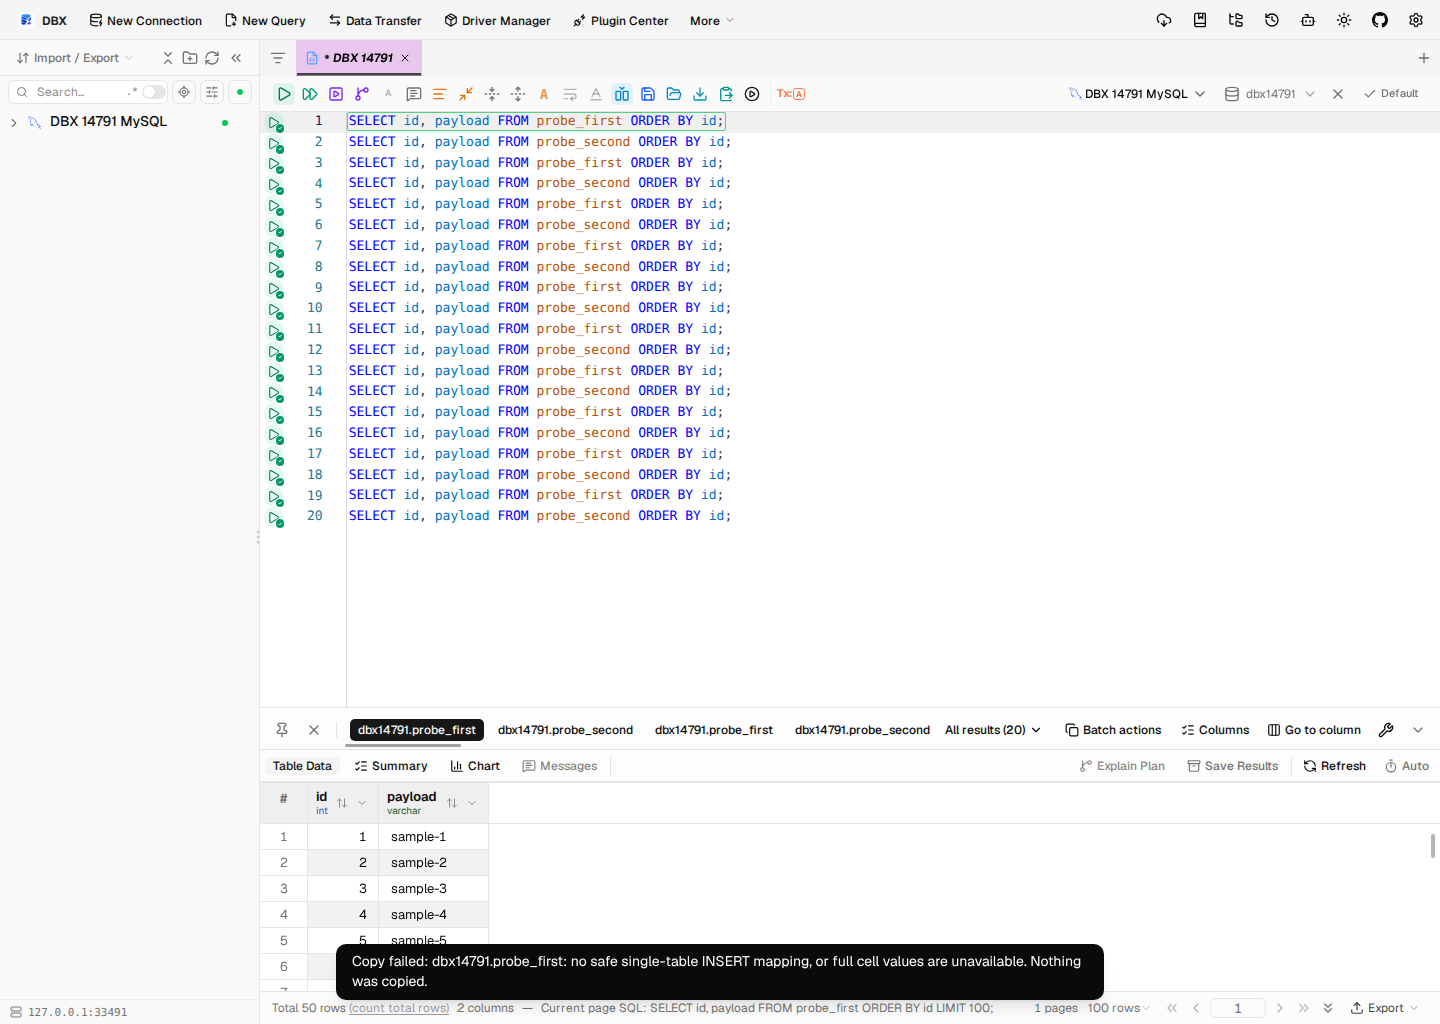 DBX New Connection New Query Data Transfer Driver Manager Plugin Center More
Import / Export
* DBX 14791
Search... .*
A A A Tx: A
DBX 14791 MySQL dbx14791 Default
DBX 14791 MySQL
1 SELECT id, payload FROM probe_first ORDER BY id;
2 SELECT id, payload FROM probe_second ORDER BY id;
3 SELECT id, payload FROM probe_first ORDER BY id;
4 SELECT id, payload FROM probe_second ORDER BY id;
5 SELECT id, payload FROM probe_first ORDER BY id;
6 SELECT id, payload FROM probe_second ORDER BY id;
7 SELECT id, payload FROM probe_first ORDER BY id;
8 SELECT id, payload FROM probe_second ORDER BY id;
9 SELECT id, payload FROM probe_first ORDER BY id;
10 SELECT id, payload FROM probe_second ORDER BY id;
11 SELECT id, payload FROM probe_first ORDER BY id;
12 SELECT id, payload FROM probe_second ORDER BY id;
13 SELECT id, payload FROM probe_first ORDER BY id;
14 SELECT id, payload FROM probe_second ORDER BY id;
15 SELECT id, payload FROM probe_first ORDER BY id;
16 SELECT id, payload FROM probe_second ORDER BY id;
17 SELECT id, payload FROM probe_first ORDER BY id;
18 SELECT id, payload FROM probe_second ORDER BY id;
19 SELECT id, payload FROM probe_first ORDER BY id;
20 SELECT id, payload FROM probe_second ORDER BY id;
dbx14791.probe_first dbx14791.probe_second dbx14791.probe_first dbx14791.probe_second All results (20) Batch actions Columns Go to column
Table Data Summary Chart Messages Explain Plan Save Results Refresh Auto
# id payload
int varchar
1 1 sample-1
2 2 sample-2
3 3 sample-3
4 4 sample-4
5 5 sample-5
6
Copy failed: dbx14791.probe_first: no safe single-table INSERT mapping, or full cell values are unavailable. Nothing
was copied.
127.0.0.1:33491
Total 50 rows (count total rows) 2 columns — Current page SQL: SELECT id, payload FROM probe_first ORDER BY id LIMIT 100; 1 pages 100 rows 1 Export